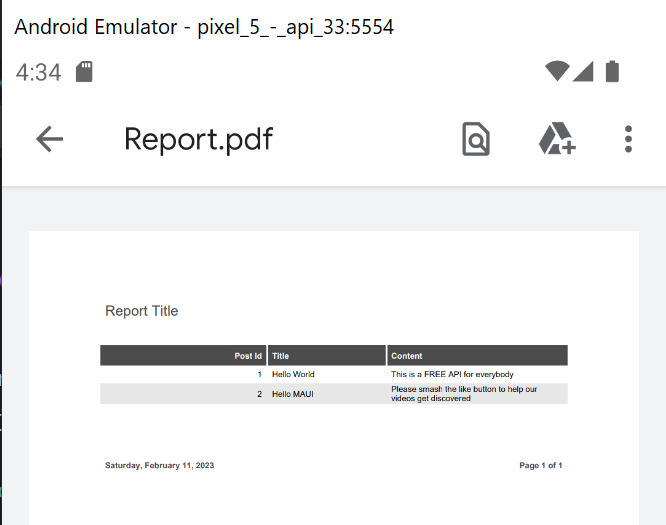 Android Emulator - pixel_5_-_api_33:5554
4:34
Report.pdf
Report Title
Post Id Title Content
1 Hello World This is a FREE API for everybody
2 Hello MAUI Please smash the like button to help our
videos get discovered
Saturday, February 11, 2023 Page 1 of 1